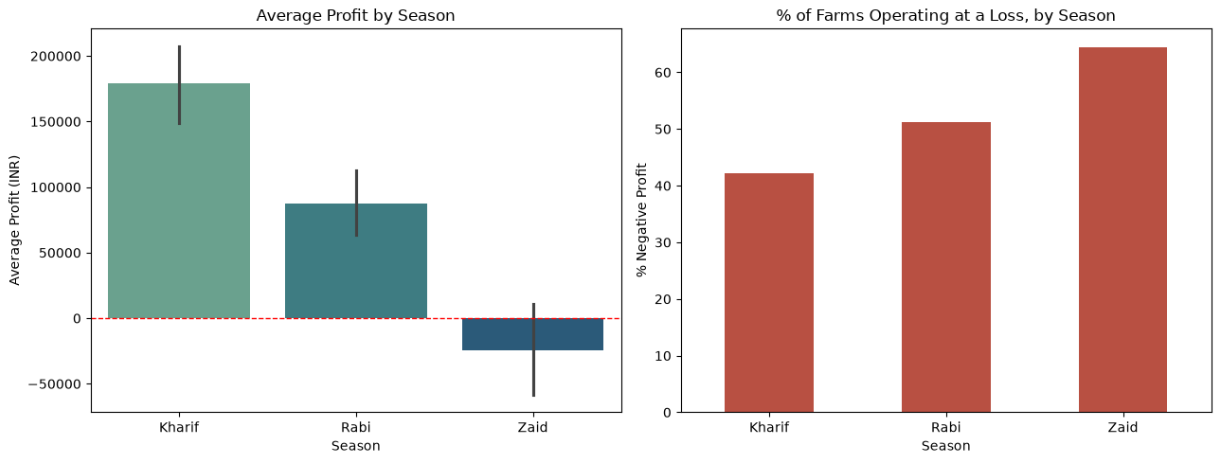 Average Profit by Season
Average Profit (INR)
200000
150000
100000
50000
0
−50000
Kharif
Rabi
Zaid
Season
% of Farms Operating at a Loss, by Season
% Negative Profit
60
50
40
30
20
10
0
Kharif
Rabi
Zaid
Season